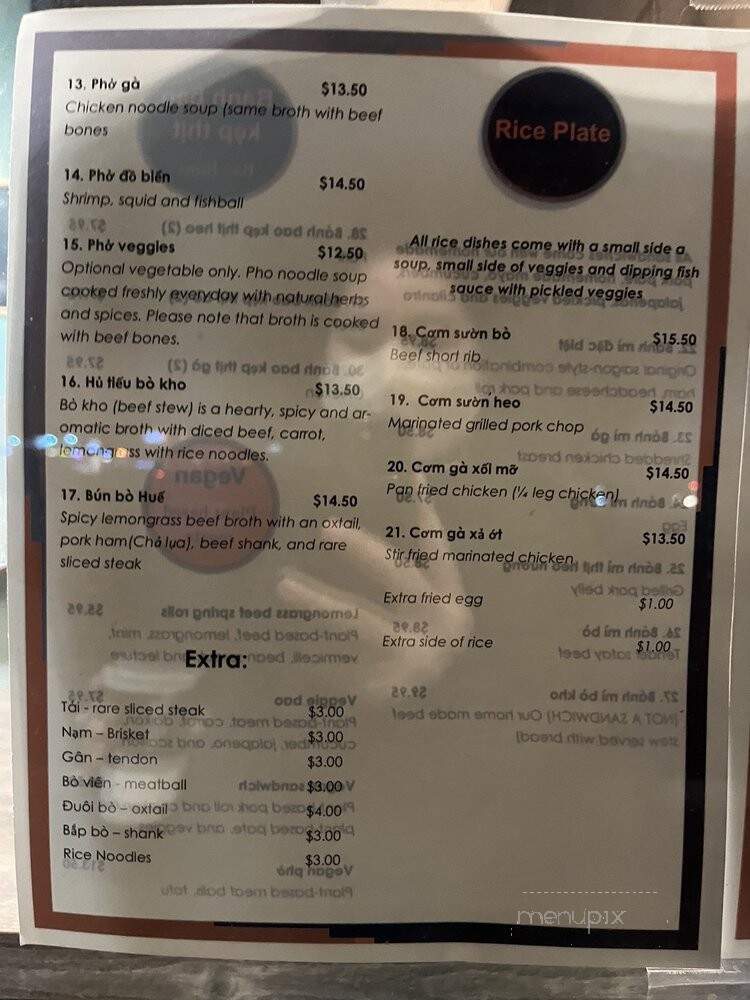 13. Phở gà $13.50
Chicken noodle soup (same broth with beef
bones
14. Phở đồ biển $14.50
Shrimp, squid and fishball
15. Phở veggies $12.50
Optional vegetable only. Pho noodle soup
cooked freshly everyday with natural herbs
and spices. Please note that broth is cooked
with beef bones.
16. Hủ tiếu bò kho $13.50
Bò kho (beef stew) is a hearty, spicy and ar-
omatic broth with diced beef, carrot,
lemongrass with rice noodles.
17. Bún bò Huế $14.50
Spicy lemongrass beef broth with an oxtail,
pork ham(Chả lụa), beef shank, and rare
sliced steak
Extra:
Tái - rare sliced steak $3.00
Nạm – Brisket $3.00
Gân – tendon $3.00
Bò viên - meatball $3.00
Đuôi bò – oxtail $4.00
Bắp bò – shank $3.00
Rice Noodles $3.00
Rice Plate
All rice dishes come with a small side a
soup, small side of veggies and dipping fish
sauce with pickled veggies
18. Cơm sườn bò $15.50
Beef short rib
19. Cơm sườn heo $14.50
Marinated grilled pork chop
20. Cơm gà xối mỡ $14.50
Pan fried chicken (¼ leg chicken)
21. Cơm gà xả ớt $13.50
Stir fried marinated chicken
Extra fried egg $1.00
Extra side of rice $1.00
menupix